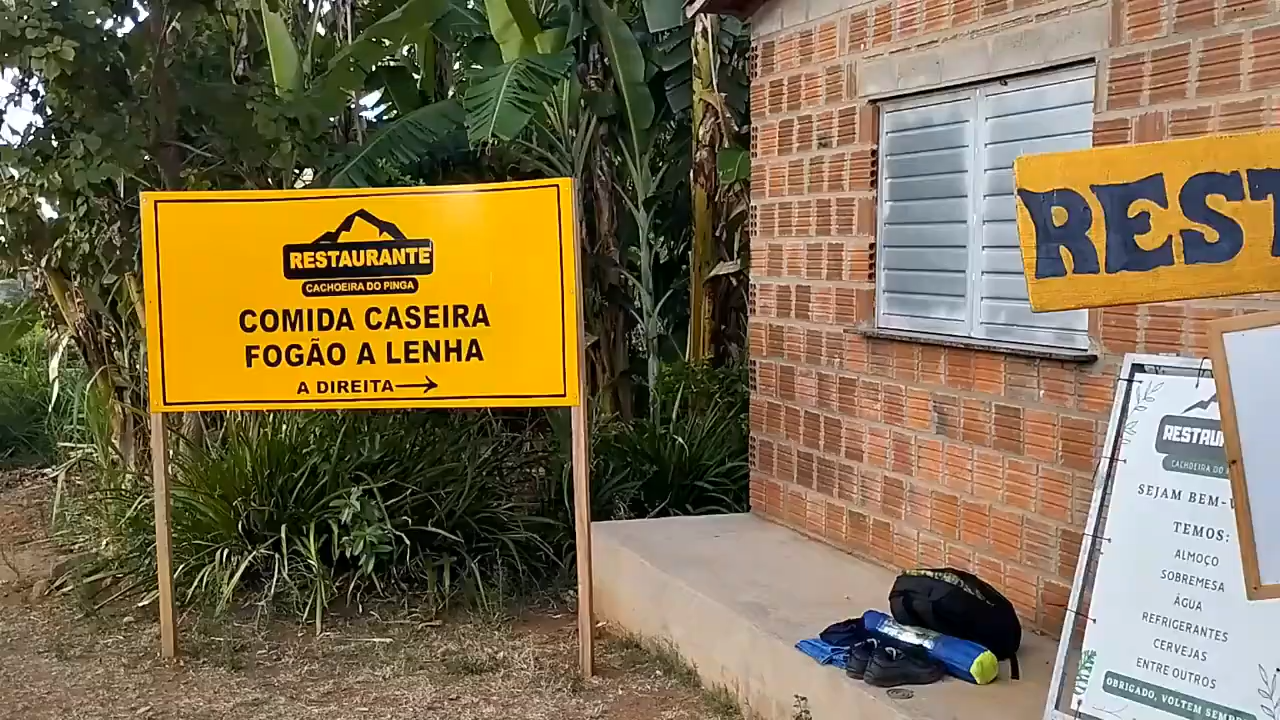 RESTAURANTE
CACHOEIRA DO PINGA
COMIDA CASEIRA
FOGÃO A LENHA
A DIREITA
REST
RESTAU
CACHOEIRA DO
SEJAM BEM-
TEMOS:
ALMOÇO
SOBREMESA
ÁGUA
REFRIGERANTES
CERVEJAS
ENTRE OUTROS
OBRIGADO, VOLTEM SEMP